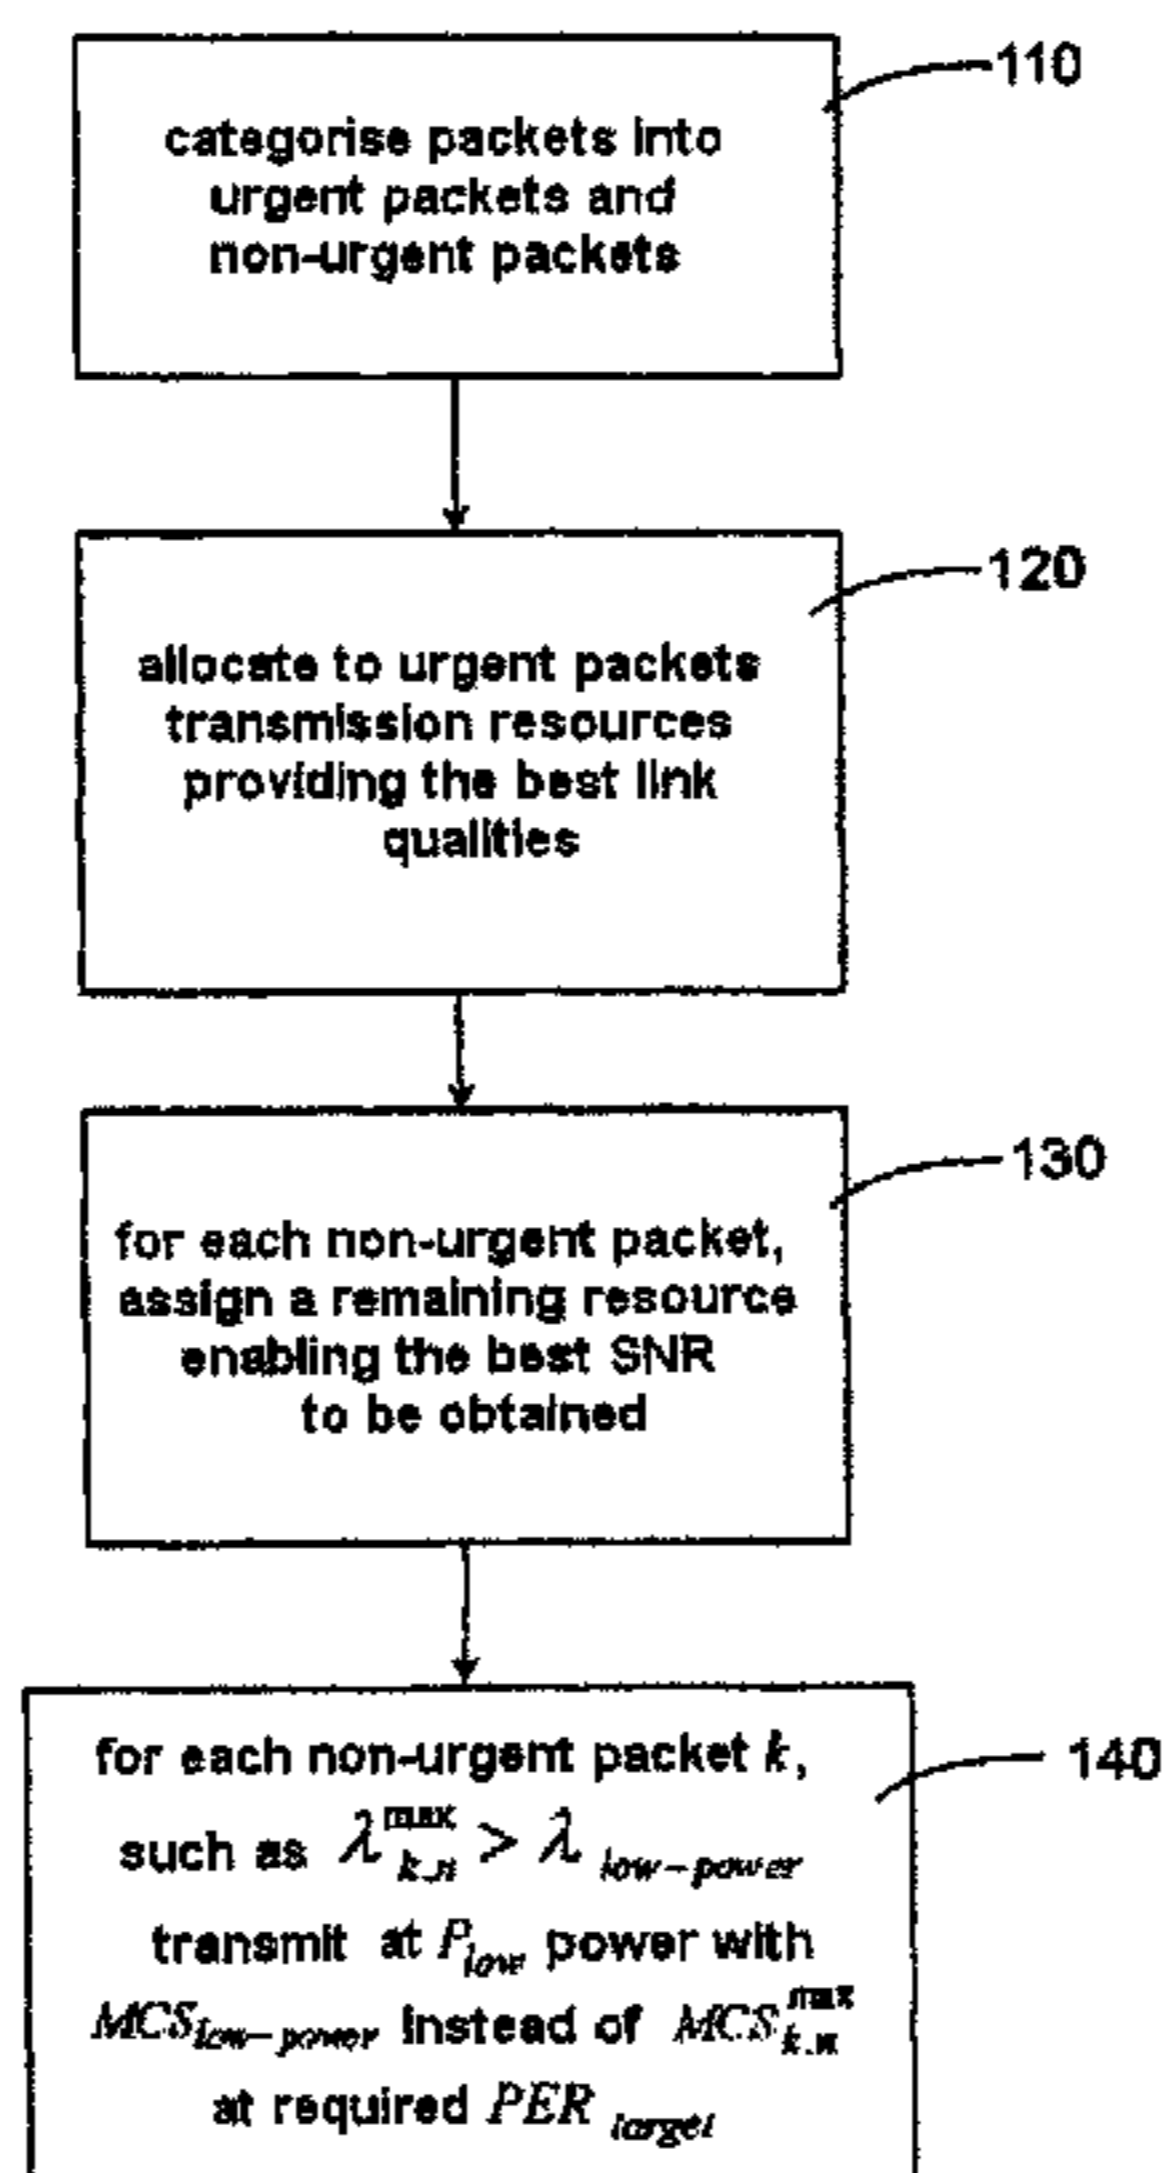 110
categorise packets into
urgent packets and
non-urgent packets
120
allocate to urgent packets
transmission resources
providing the best link
qualities
130
for each non-urgent packet,
assign a remaining resource
enabling the best SNR
to be obtained
140
for each non-urgent packet k,
such as λ^max_k,n > λ_low-power
transmit at P_low power with
MCS_low-power instead of MCS^max_k,n
at required PER_target